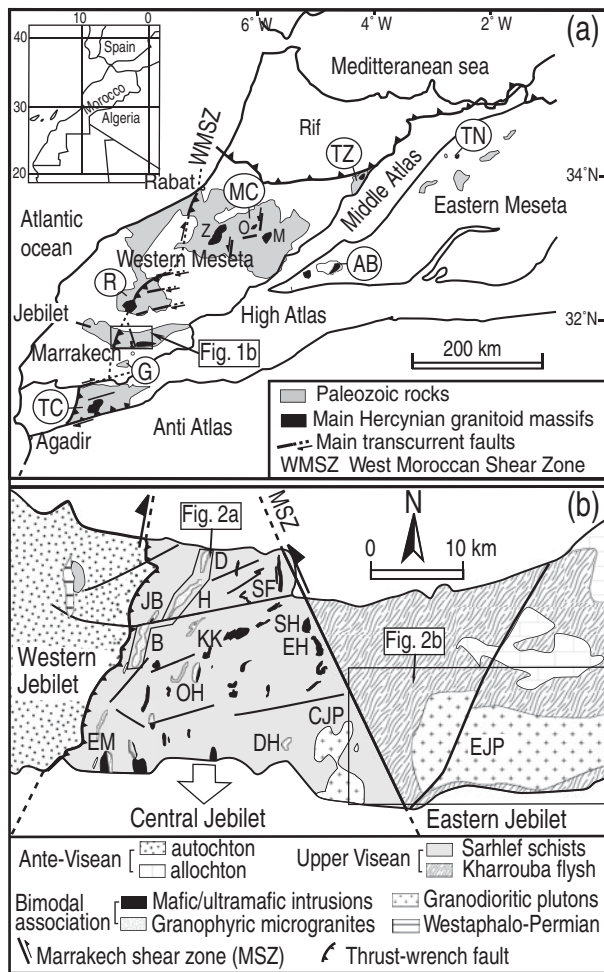 10 0
40
Spain
30
Morocco
Algeria
20
6°W 4°W 2°W
(a)
Meditteranean sea
WMSZ
Rif
TZ
TN
34°N
Rabat
MC
Middle Atlas
Eastern Meseta
Atlantic
ocean
Z O M
Western Meseta
R
AB
Jebilet
High Atlas
32°N
Marrakech
Fig. 1b
G
200 km
TC
Agadir
Anti Atlas
Paleozoic rocks
Main Hercynian granitoid massifs
Main transcurrent faults
WMSZ West Moroccan Shear Zone
(b)
MSZ
N
Fig. 2a
0 10 km
D
JB H SF
B KK SH
EH
Fig. 2b
Western
Jebilet
OH
CJP
EM DH EJP
Central Jebilet Eastern Jebilet
Ante-Visean autochton Upper Visean Sarhlef schists
allochton Kharrouba flysh
Bimodal
association
Mafic/ultramafic intrusions Granodioritic plutons
Granophyric microgranites Westaphalo-Permian
Marrakech shear zone (MSZ) Thrust-wrench fault